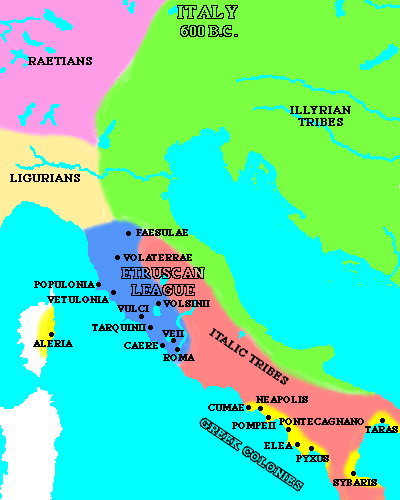 ITALY
600 B.C.
RAETIANS
ILLYRIAN
TRIBES
LIGURIANS
FAESULAE
VOLATERRAE
ETRUSCAN
LEAGUE
POPULONIA
VETULONIA
VOLSINII
VULCI
TARQUINII
VEII
CAERE
ROMA
ALERIA
ITALIC TRIBES
NEAPOLIS
CUMAE
POMPEII
PONTECAGNANO
TARAS
ELEA
PYXUS
GREEK COLONIES
SYBARIS